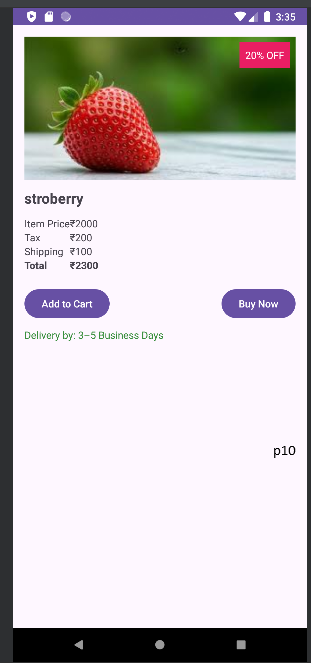 3:35
20% OFF
stroberry
Item Price₹2000
Tax ₹200
Shipping ₹100
Total ₹2300
Add to Cart Buy Now
Delivery by: 3–5 Business Days
p10